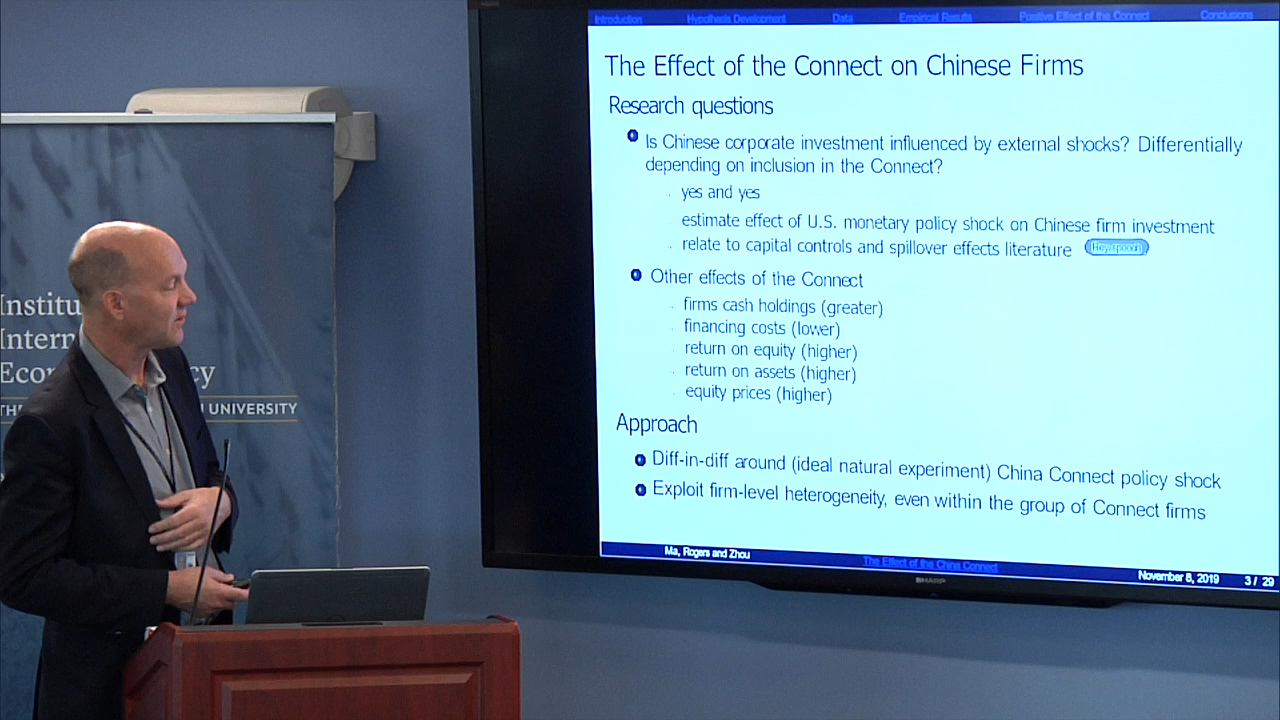 Introduction Hypothesis Development Data Empirical Results Positive Effect of the Connect Conclusions
The Effect of the Connect on Chinese Firms
Research questions
Is Chinese corporate investment influenced by external shocks? Differentially
depending on inclusion in the Connect?
yes and yes
estimate effect of U.S. monetary policy shock on Chinese firm investment
relate to capital controls and spillover effects literature
Other effects of the Connect
firms cash holdings (greater)
financing costs (lower)
return on equity (higher)
return on assets (higher)
equity prices (higher)
Approach
Diff-in-diff around (ideal natural experiment) China Connect policy shock
Exploit firm-level heterogeneity, even within the group of Connect firms
Ma, Rogers and Zhou The Effect of the China Connect November 8, 2019 3 / 29
SHARP
Institu
Intern
Eco cy
TH N UNIVERSITY